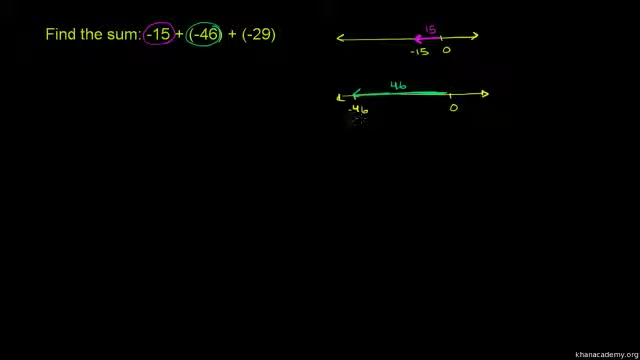 Find the sum: -15 + (-46) + (-29)
15
-15 0
46
-46 0
khanacademy.org